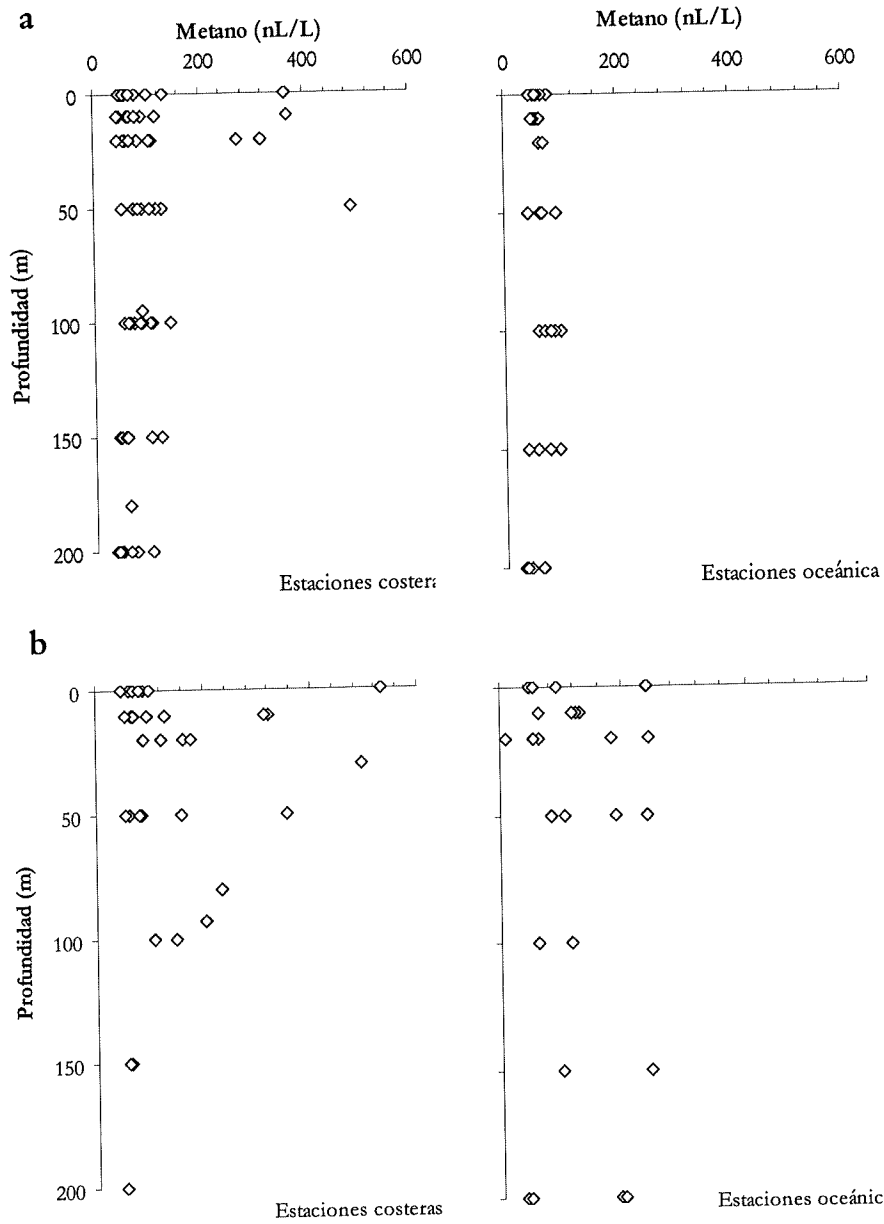 a
Metano (nL/L)
0 200 400 600
Profundidad (m)
0
50
100
150
200
Estaciones costera
Metano (nL/L)
0 200 400 600
Estaciones oceánica
b
Profundidad (m)
0
50
100
150
200
Estaciones costeras
Estaciones oceánic